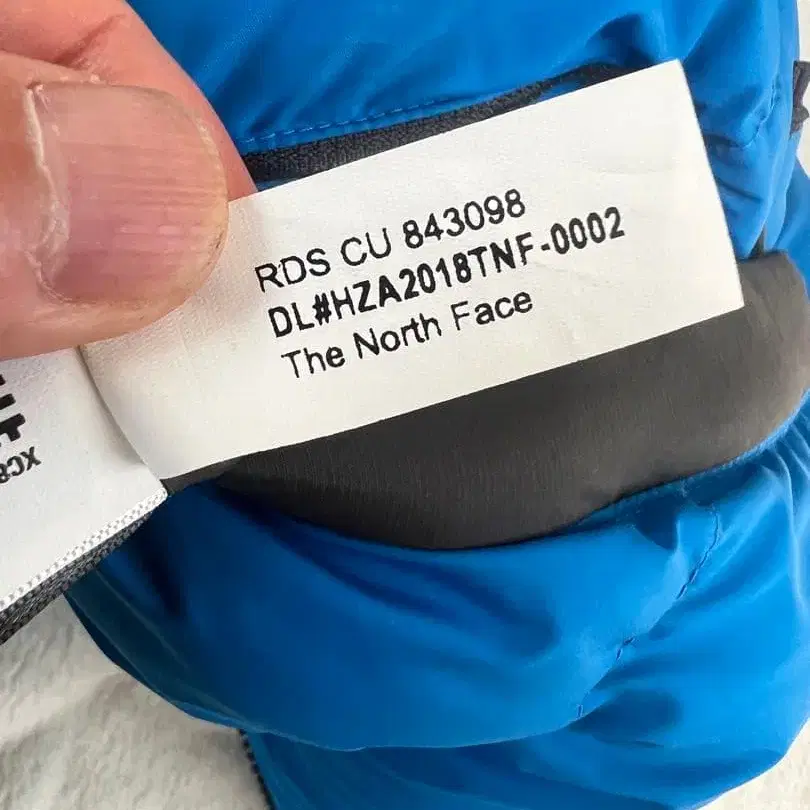 RDS CU 843098
DL#HZA2018TNF-0002
The North Face